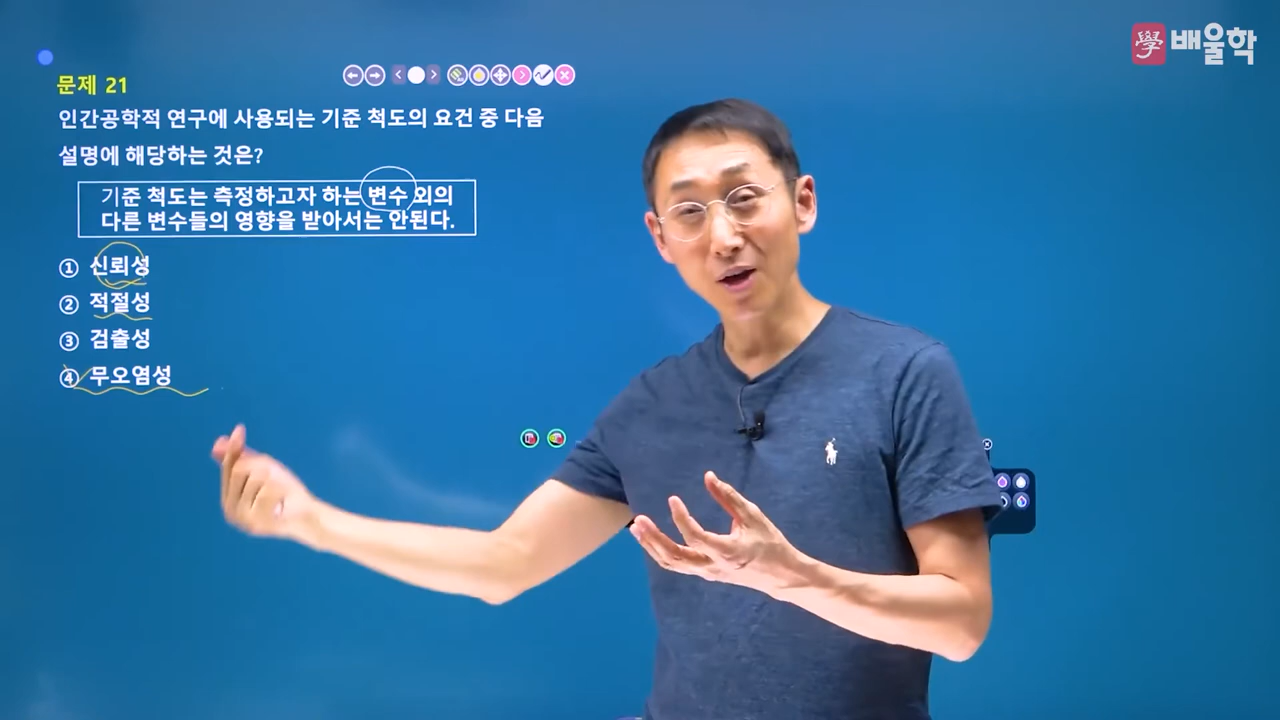 學 배울학
문제 21
인간공학적 연구에 사용되는 기준 척도의 요건 중 다음
설명에 해당하는 것은?
기준 척도는 측정하고자 하는 변수 외의
다른 변수들의 영향을 받아서는 안된다.
① 신뢰성
② 적절성
③ 검출성
④ 무오염성